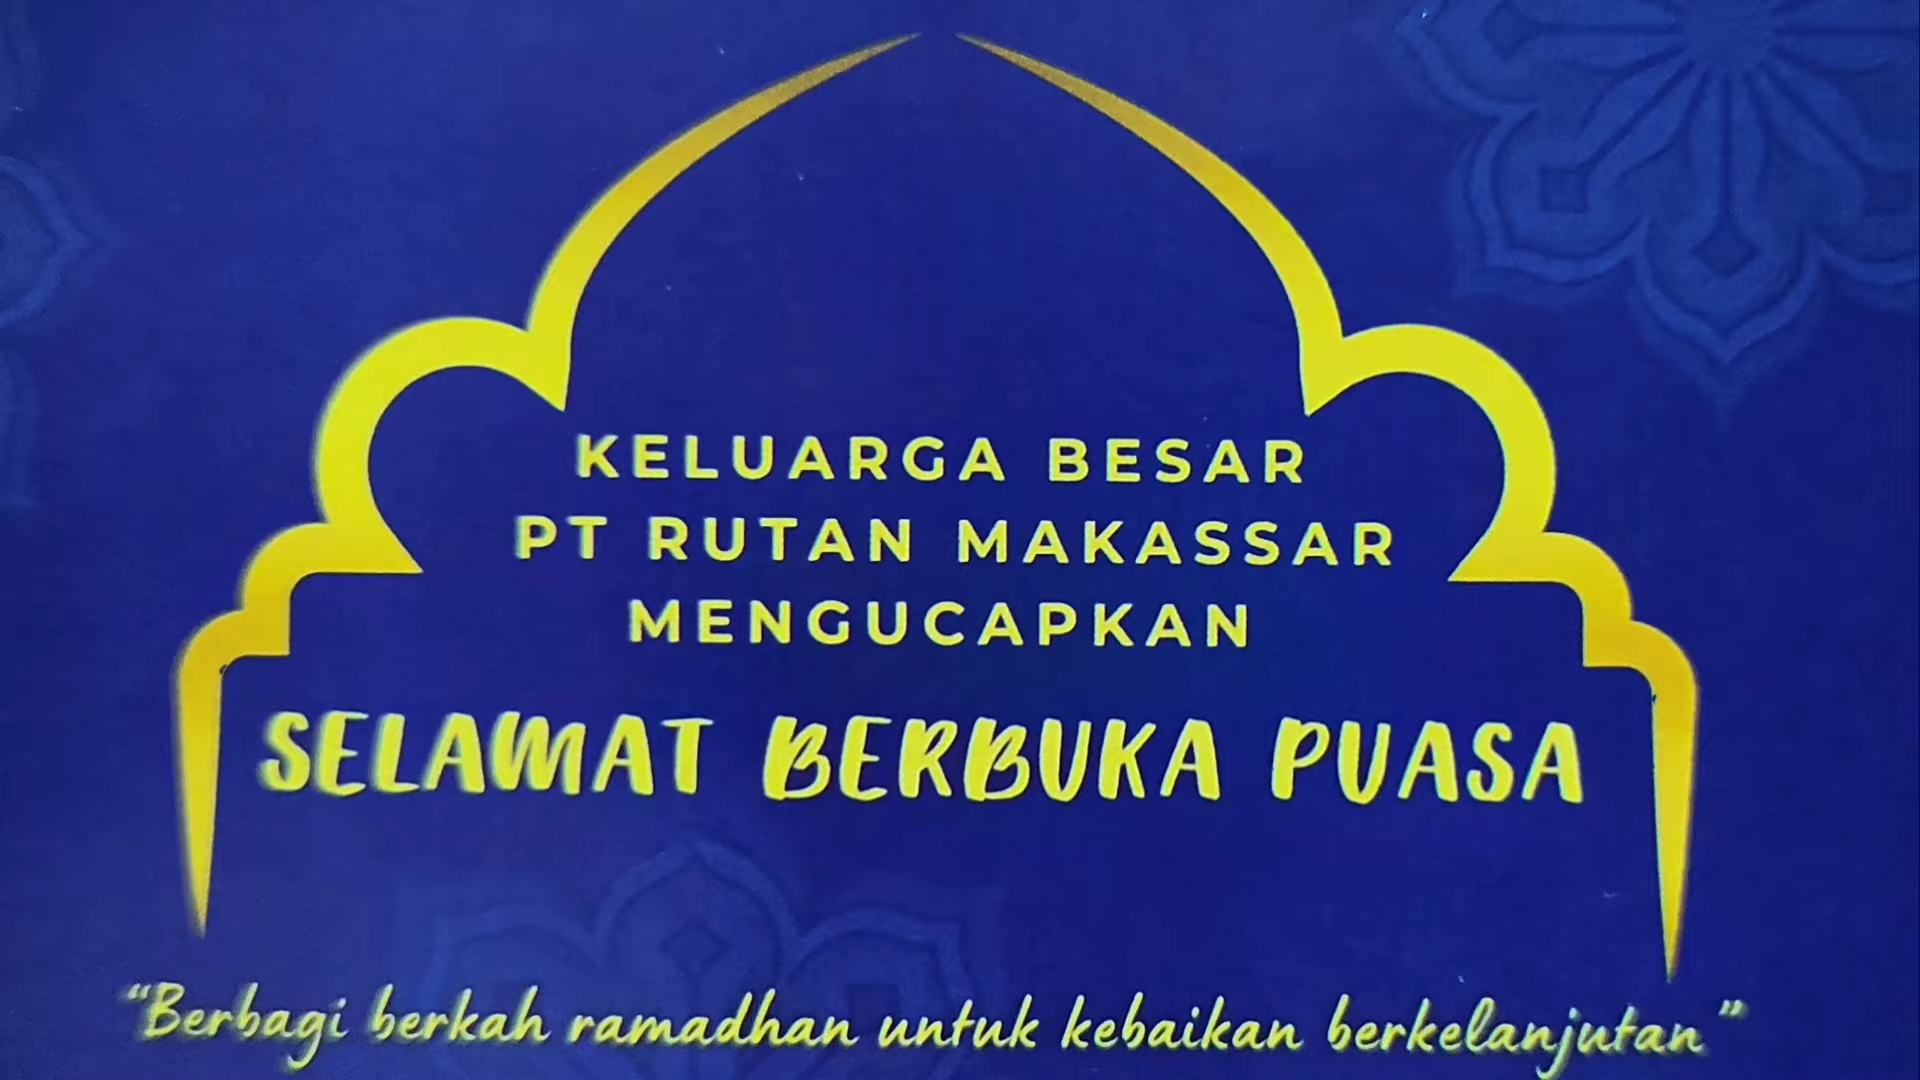 KELUARGA BESAR
PT RUTAN MAKASSAR
MENGUCAPKAN
SELAMAT BERBUKA PUASA
"Berbagi berkah ramadhan untuk kebaikan berkelanjutan"